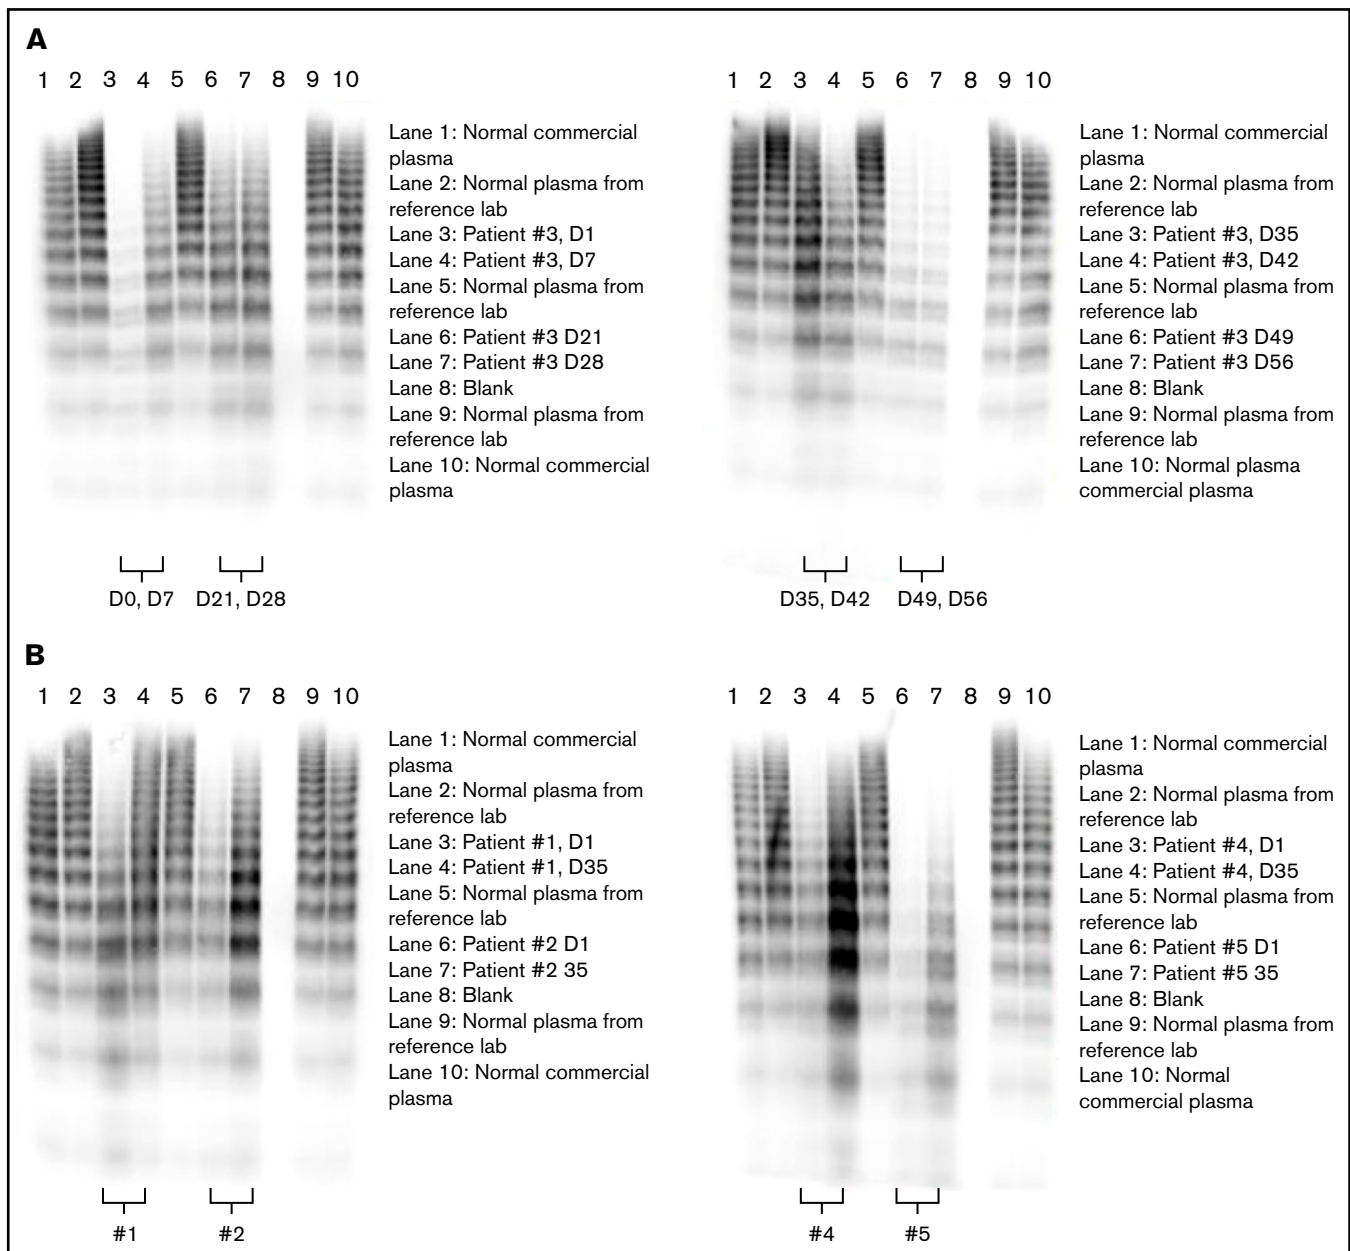 A
1 2 3 4 5 6 7 8 9 10
Lane 1: Normal commercial
plasma
Lane 2: Normal plasma from
reference lab
Lane 3: Patient #3, D1
Lane 4: Patient #3, D7
Lane 5: Normal plasma from
reference lab
Lane 6: Patient #3 D21
Lane 7: Patient #3 D28
Lane 8: Blank
Lane 9: Normal plasma from
reference lab
Lane 10: Normal commercial
plasma
D0, D7 D21, D28
1 2 3 4 5 6 7 8 9 10
Lane 1: Normal commercial
plasma
Lane 2: Normal plasma from
reference lab
Lane 3: Patient #3, D35
Lane 4: Patient #3, D42
Lane 5: Normal plasma from
reference lab
Lane 6: Patient #3 D49
Lane 7: Patient #3 D56
Lane 8: Blank
Lane 9: Normal plasma from
reference lab
Lane 10: Normal plasma
commercial plasma
D35, D42 D49, D56
B
1 2 3 4 5 6 7 8 9 10
Lane 1: Normal commercial
plasma
Lane 2: Normal plasma from
reference lab
Lane 3: Patient #1, D1
Lane 4: Patient #1, D35
Lane 5: Normal plasma from
reference lab
Lane 6: Patient #2 D1
Lane 7: Patient #2 35
Lane 8: Blank
Lane 9: Normal plasma from
reference lab
Lane 10: Normal commercial
plasma
#1 #2
1 2 3 4 5 6 7 8 9 10
Lane 1: Normal commercial
plasma
Lane 2: Normal plasma from
reference lab
Lane 3: Patient #4, D1
Lane 4: Patient #4, D35
Lane 5: Normal plasma from
reference lab
Lane 6: Patient #5 D1
Lane 7: Patient #5 35
Lane 8: Blank
Lane 9: Normal plasma from
reference lab
Lane 10: Normal
commercial plasma
#4 #5